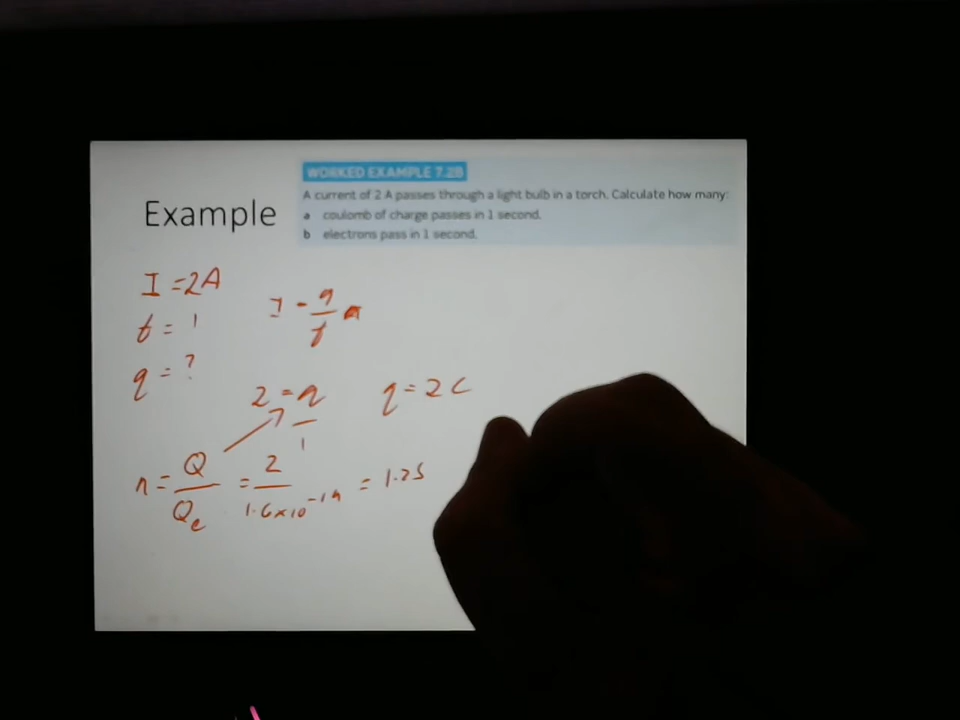 WORKED EXAMPLE 7.2B
Example
A current of 2 A passes through a light bulb in a torch. Calculate how many:
a coulomb of charge passes in 1 second.
b electrons pass in 1 second.
I = 2A
t = 1
q = ?
I = q/t
2 = q/1
q = 2 C
n = Q/Qe = 2/1.6×10^-19 = 1.25